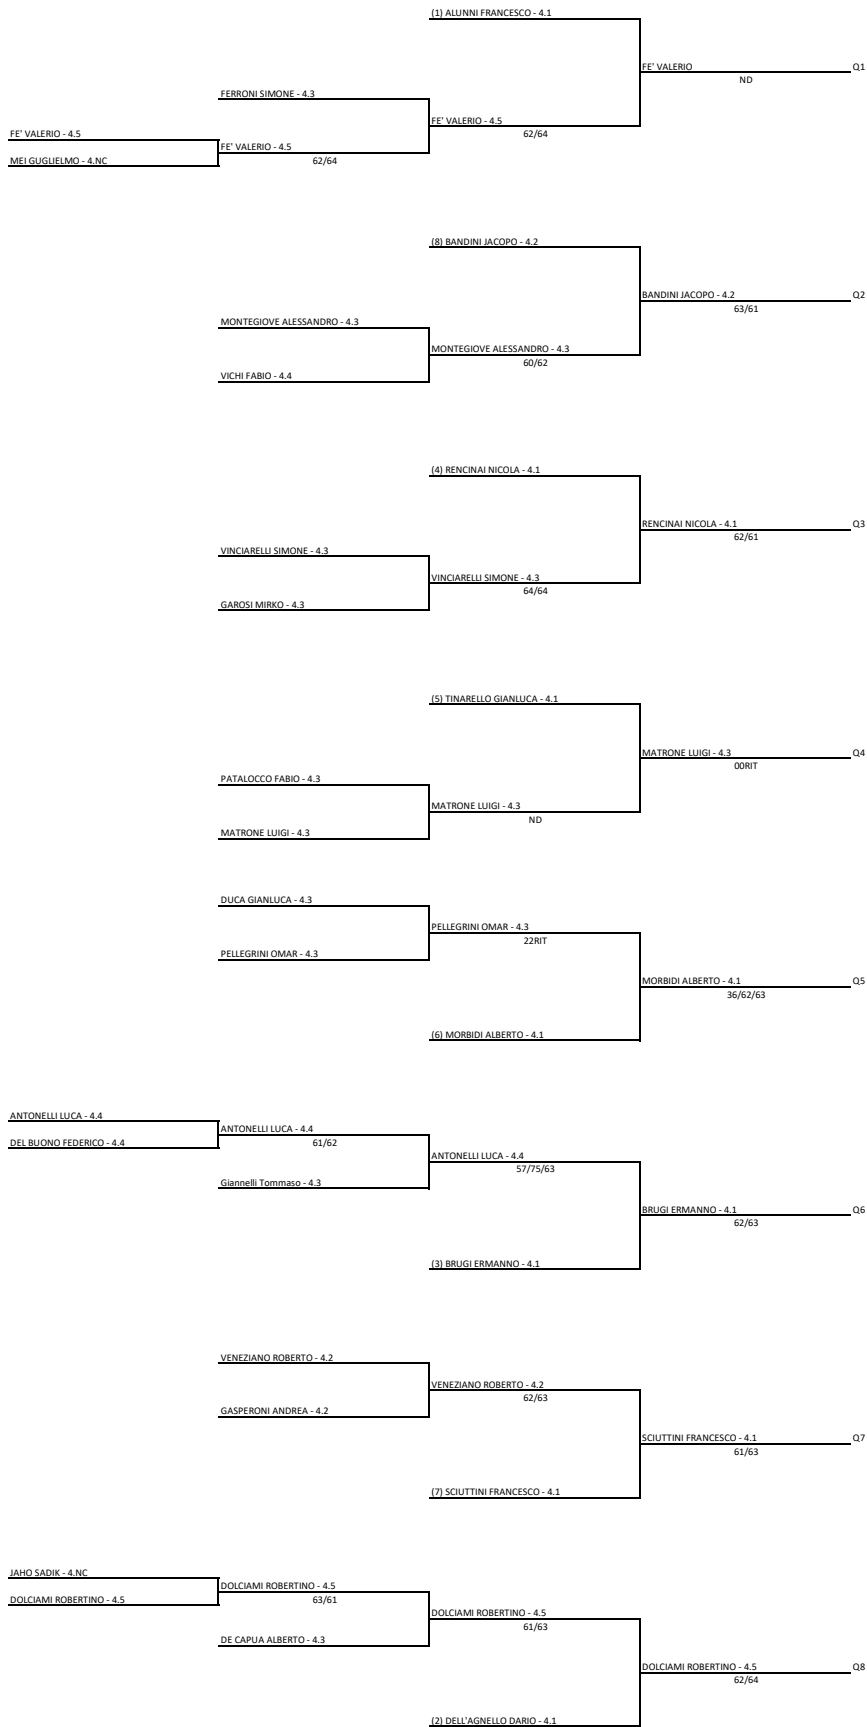 (1) ALUNNI FRANCESCO - 4.1
FE' VALERIO Q1
ND
FERRONI SIMONE - 4.3
FE' VALERIO - 4.5
62/64
FE' VALERIO - 4.5
FE' VALERIO - 4.5
62/64
MEI GUGLIELMO - 4.NC
(8) BANDINI JACOPO - 4.2
BANDINI JACOPO - 4.2 Q2
63/61
MONTEGIOVE ALESSANDRO - 4.3
MONTEGIOVE ALESSANDRO - 4.3
60/62
VICHI FABIO - 4.4
(4) RENCINAI NICOLA - 4.1
RENCINAI NICOLA - 4.1 Q3
62/61
VINCIARELLI SIMONE - 4.3
VINCIARELLI SIMONE - 4.3
64/64
GAROSI MIRKO - 4.3
(5) TINARELLO GIANLUCA - 4.1
MATRONE LUIGI - 4.3 Q4
00RIT
PATALOCCO FABIO - 4.3
MATRONE LUIGI - 4.3
ND
MATRONE LUIGI - 4.3
DUCA GIANLUCA - 4.3
PELLEGRINI OMAR - 4.3
22RIT
PELLEGRINI OMAR - 4.3
MORBIDI ALBERTO - 4.1 Q5
36/62/63
(6) MORBIDI ALBERTO - 4.1
ANTONELLI LUCA - 4.4
ANTONELLI LUCA - 4.4
61/62
DEL BUONO FEDERICO - 4.4
ANTONELLI LUCA - 4.4
57/75/63
Giannelli Tommaso - 4.3
BRUGI ERMANNO - 4.1 Q6
62/63
(3) BRUGI ERMANNO - 4.1
VENEZIANO ROBERTO - 4.2
VENEZIANO ROBERTO - 4.2
62/63
GASPERONI ANDREA - 4.2
SCIUTTINI FRANCESCO - 4.1 Q7
61/63
(7) SCIUTTINI FRANCESCO - 4.1
JAHO SADIK - 4.NC
DOLCIAMI ROBERTINO - 4.5
63/61
DOLCIAMI ROBERTINO - 4.5
DOLCIAMI ROBERTINO - 4.5
61/63
DE CAPUA ALBERTO - 4.3
DOLCIAMI ROBERTINO - 4.5 Q8
62/64
(2) DELL'AGNELLO DARIO - 4.1